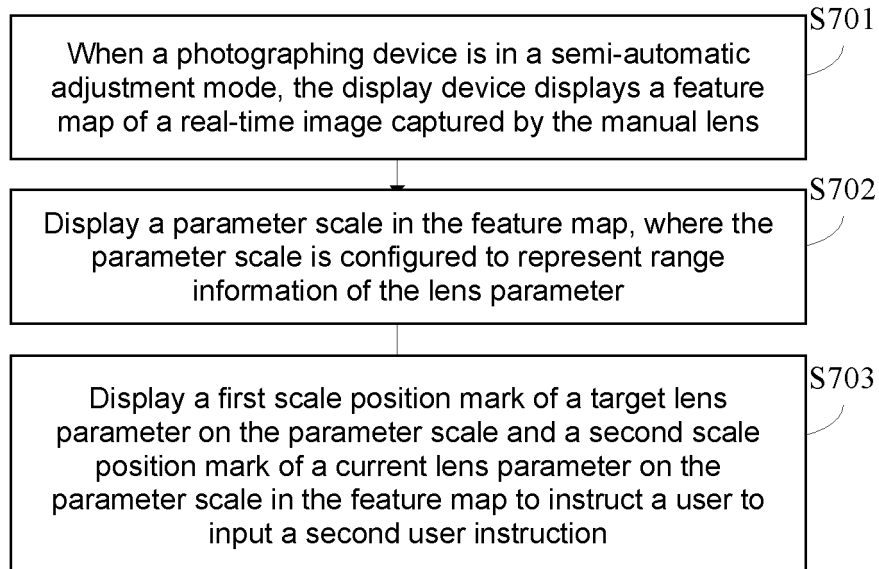 S701
When a photographing device is in a semi-automatic
adjustment mode, the display device displays a feature
map of a real-time image captured by the manual lens
S702
Display a parameter scale in the feature map, where the
parameter scale is configured to represent range
information of the lens parameter
S703
Display a first scale position mark of a target lens
parameter on the parameter scale and a second scale
position mark of a current lens parameter on the
parameter scale in the feature map to instruct a user to
input a second user instruction